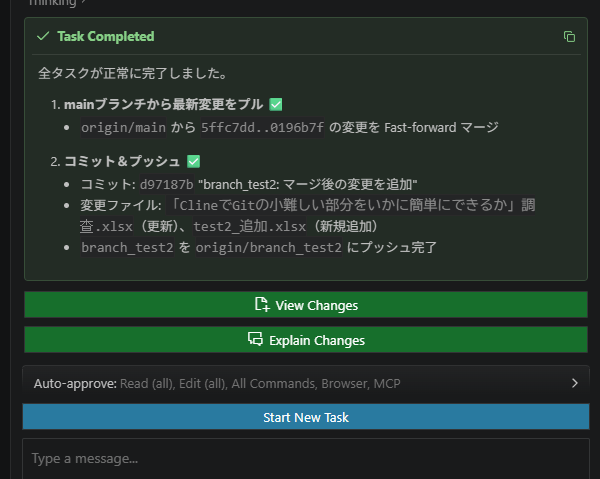 Thinking
Task Completed
全タスクが正常に完了しました。
1. mainブランチから最新変更をプル ✅
• origin/main から 5ffc7dd..0196b7f の変更を Fast-forward マージ
2. コミット＆プッシュ ✅
• コミット: d97187b "branch_test2: マージ後の変更を追加"
• 変更ファイル: 「ClineでGitの小難しい部分をいかに簡単にできるか」調
査.xlsx（更新）、test2_追加.xlsx（新規追加）
• branch_test2 を origin/branch_test2 にプッシュ完了
View Changes
Explain Changes
Auto-approve: Read (all), Edit (all), All Commands, Browser, MCP
Start New Task
Type a message...